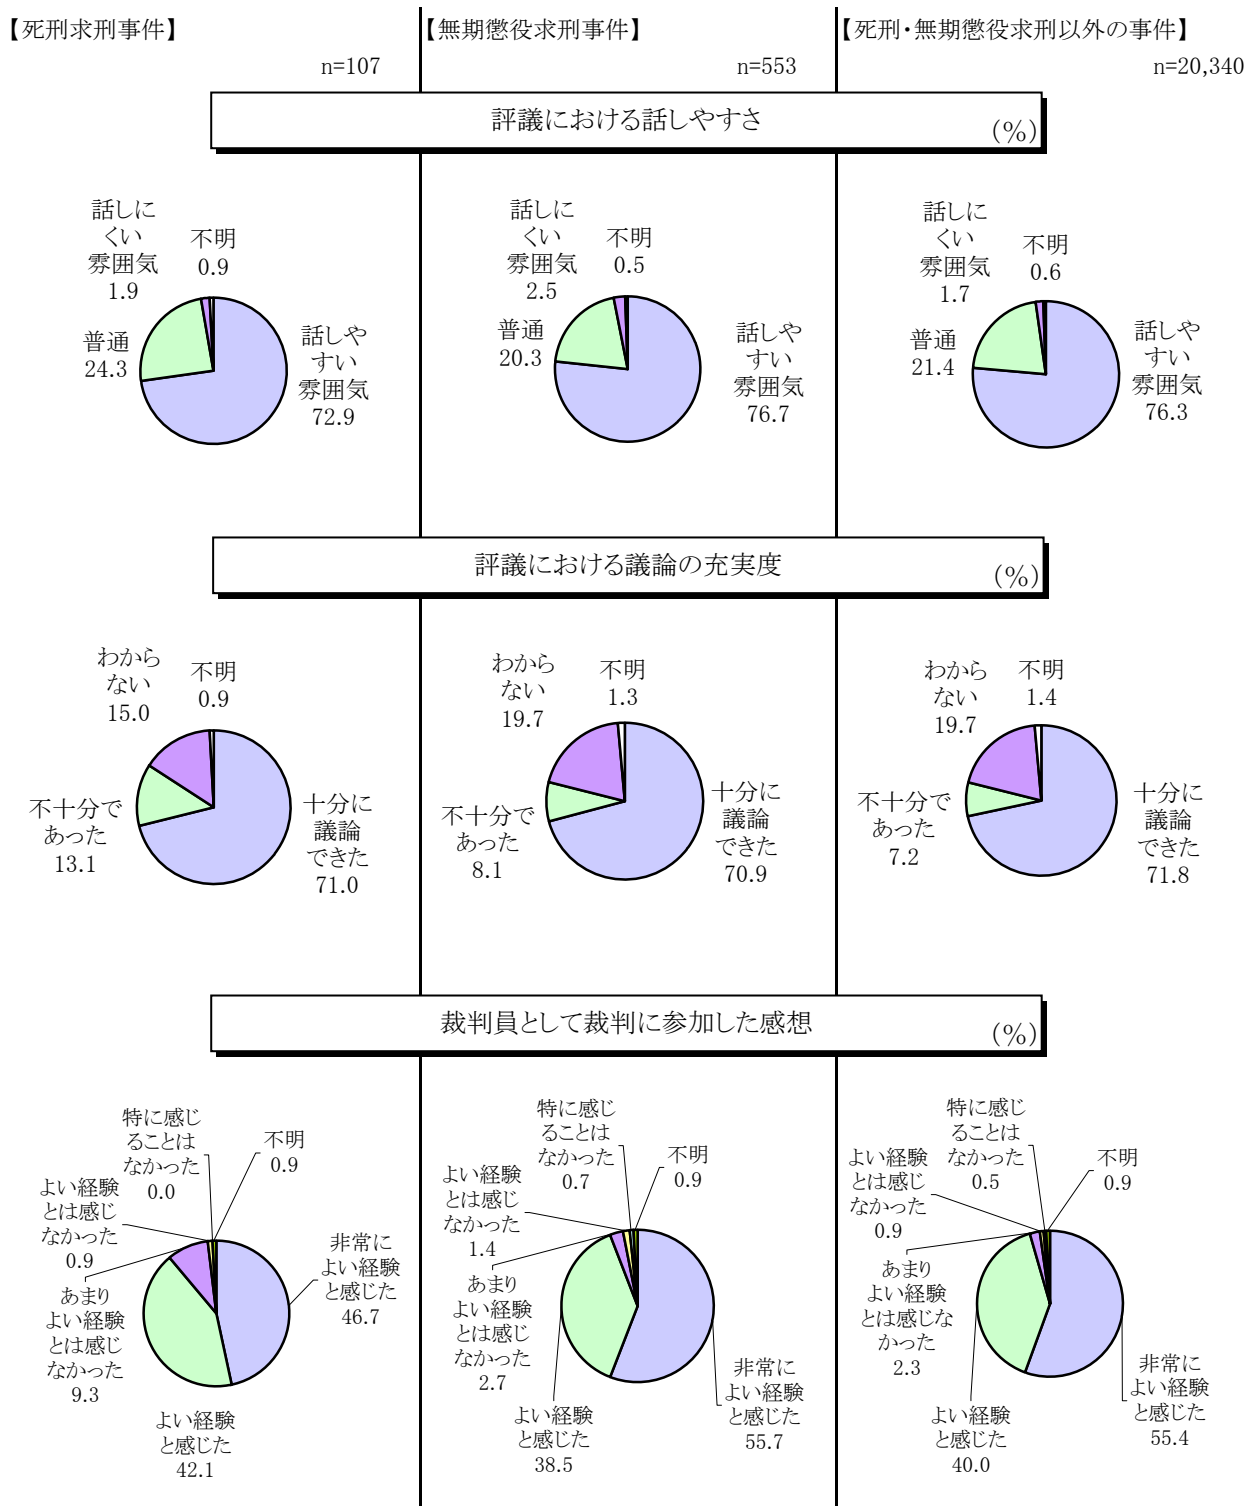 【死刑求刑事件】
【無期懲役求刑事件】
【死刑・無期懲役求刑以外の事件】
n=107
n=553
n=20,340
評議における話しやすさ
(%)
話しに
くい
雰囲気
1.9
不明
0.9
普通
24.3
話しや
すい
雰囲気
72.9
話しに
くい
雰囲気
2.5
不明
0.5
普通
20.3
話しや
すい
雰囲気
76.7
話しに
くい
雰囲気
1.7
不明
0.6
普通
21.4
話しや
すい
雰囲気
76.3
評議における議論の充実度
(%)
わから
ない
15.0
不明
0.9
不十分で
あった
13.1
十分に
議論
できた
71.0
わから
ない
19.7
不明
1.3
不十分で
あった
8.1
十分に
議論
できた
70.9
わから
ない
19.7
不明
1.4
不十分で
あった
7.2
十分に
議論
できた
71.8
裁判員として裁判に参加した感想
(%)
特に感じ
ることは
なかった
0.0
不明
0.9
よい経験
とは感じ
なかった
0.9
あまり
よい経験
とは感じ
なかった
9.3
非常に
よい経験
と感じた
46.7
よい経験
と感じた
42.1
特に感じ
ることは
なかった
0.7
不明
0.9
よい経験
とは感じ
なかった
1.4
あまり
よい経験
とは感じ
なかった
2.7
非常に
よい経験
と感じた
55.7
よい経験
と感じた
38.5
特に感じ
ることは
なかった
0.5
不明
0.9
よい経験
とは感じ
なかった
0.9
あまり
よい経験
とは感じな
かった
2.3
非常に
よい経験
と感じた
55.4
よい経験
と感じた
40.0